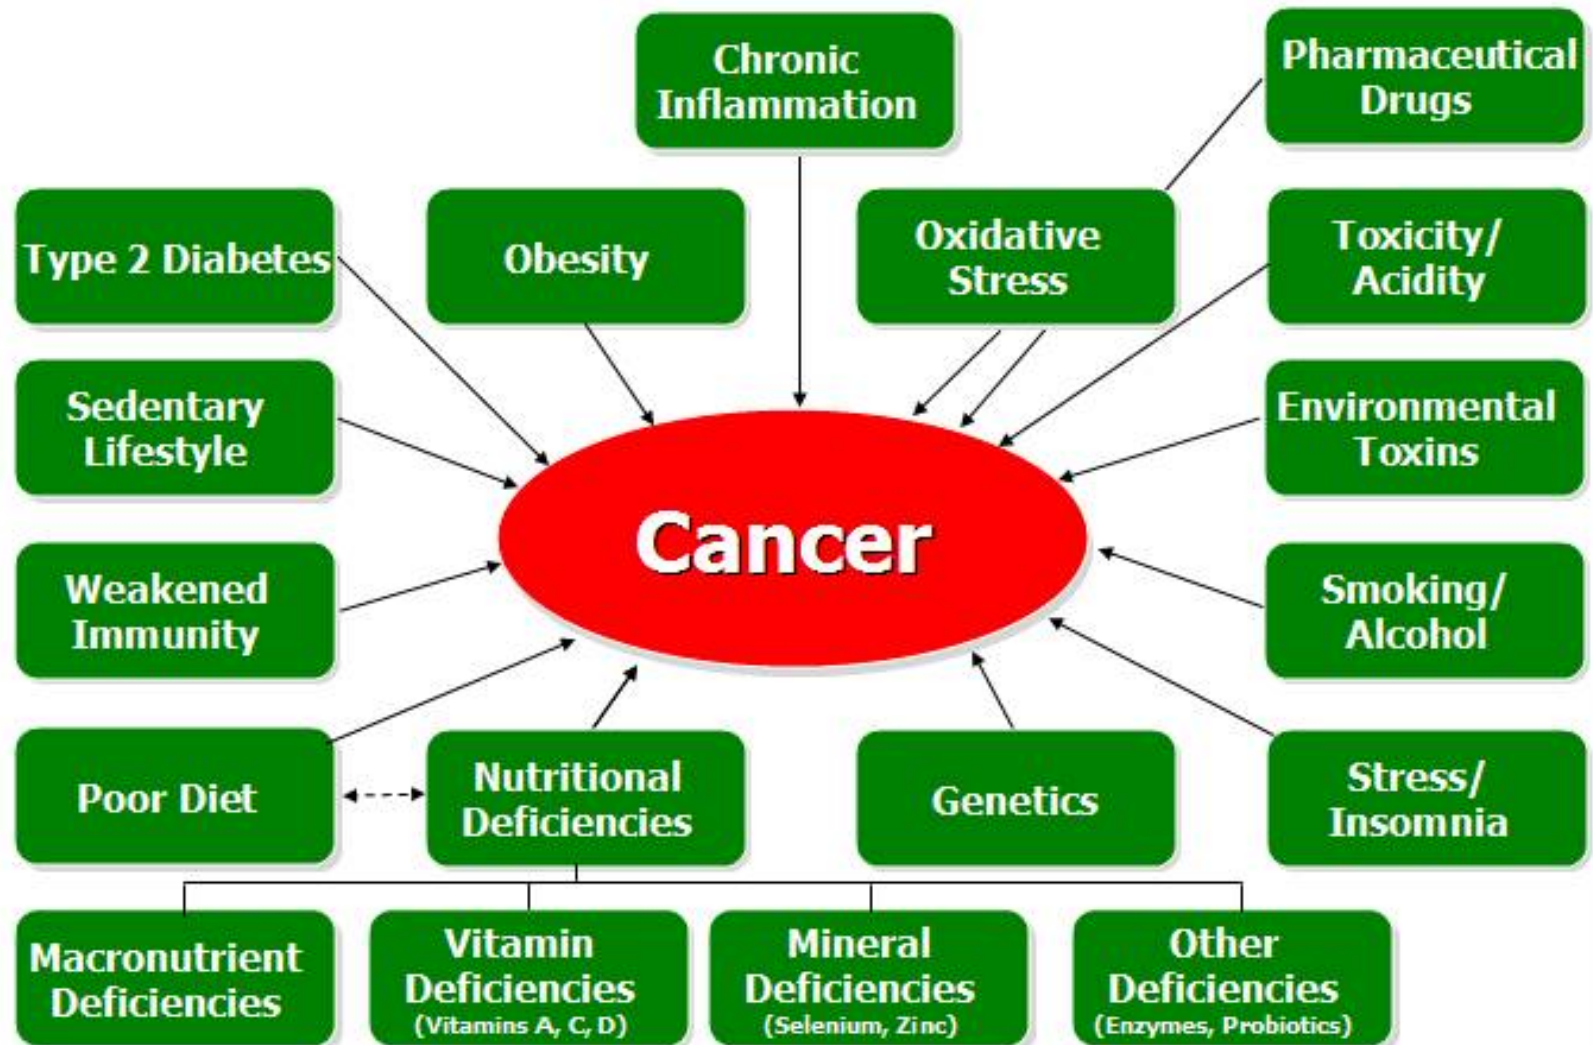 Chronic
Inflammation
Pharmaceutical
Drugs
Type 2 Diabetes
Obesity
Oxidative
Stress
Toxicity/
Acidity
Sedentary
Lifestyle
Environmental
Toxins
Cancer
Weakened
Immunity
Smoking/
Alcohol
Poor Diet
Nutritional
Deficiencies
Genetics
Stress/
Insomnia
Macronutrient
Deficiencies
Vitamin
Deficiencies
(Vitamins A, C, D)
Mineral
Deficiencies
(Selenium, Zinc)
Other
Deficiencies
(Enzymes, Probiotics)